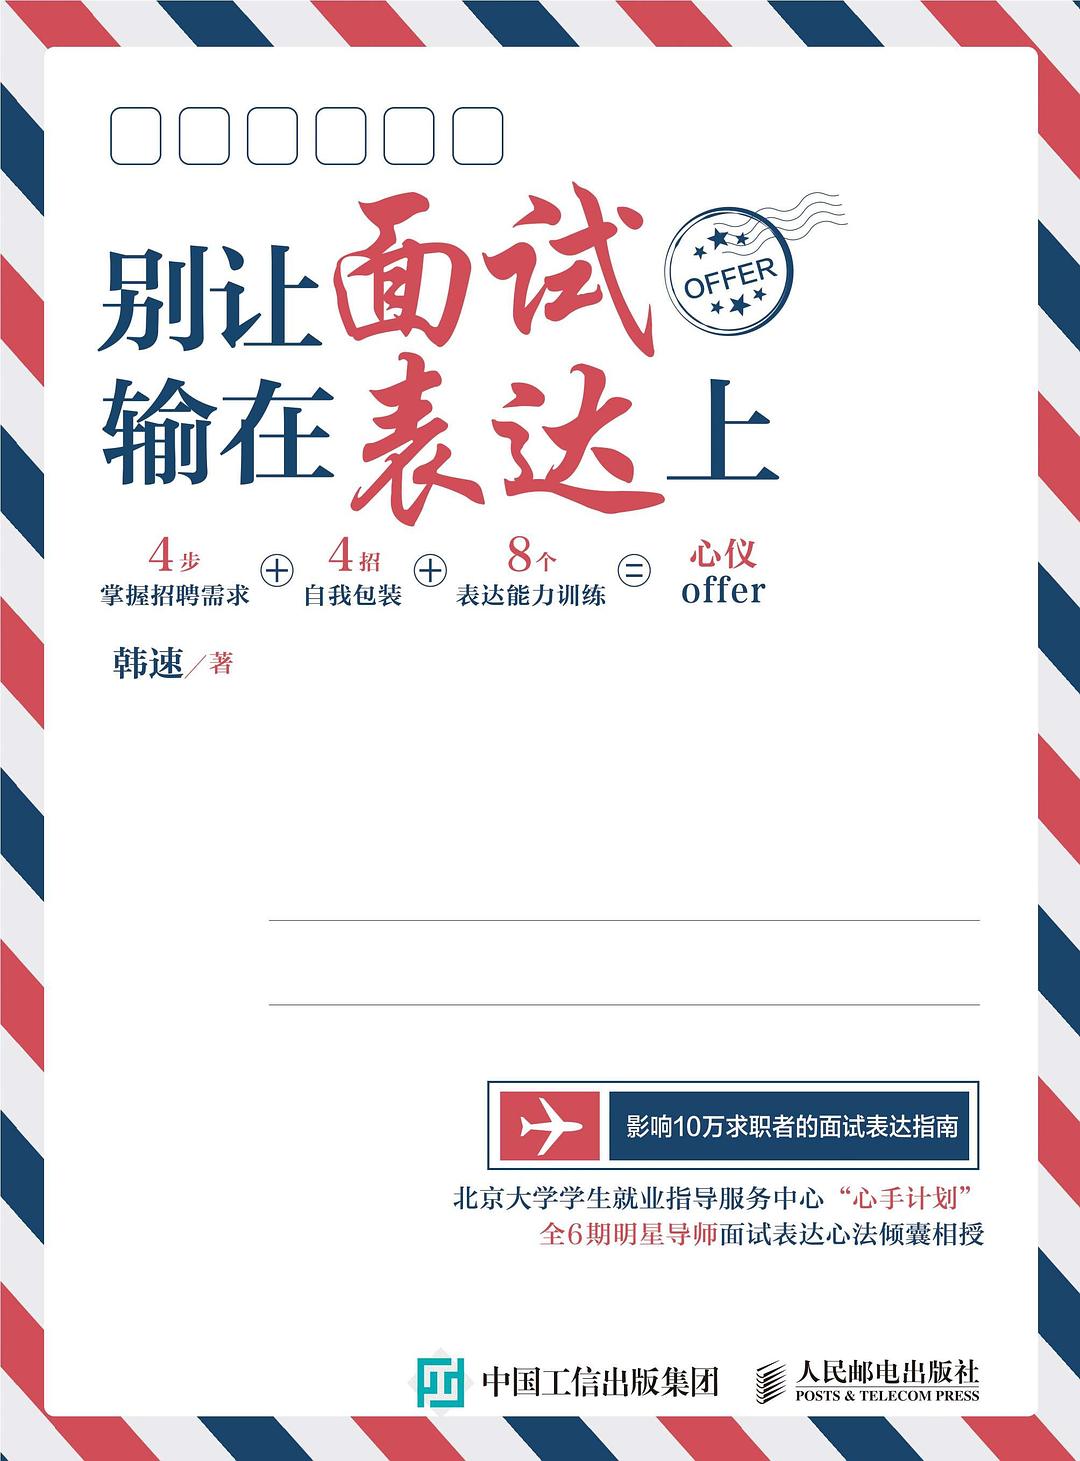 别让面试
OFFER
输在表达上
4步 + 4招 + 8个 = 心仪
掌握招聘需求 自我包装 表达能力训练 offer
韩速／著
影响10万求职者的面试表达指南
北京大学学生就业指导服务中心“心手计划”
全6期明星导师面试表达心法倾囊相授
中国工信出版集团 人民邮电出版社
POSTS & TELECOM PRESS